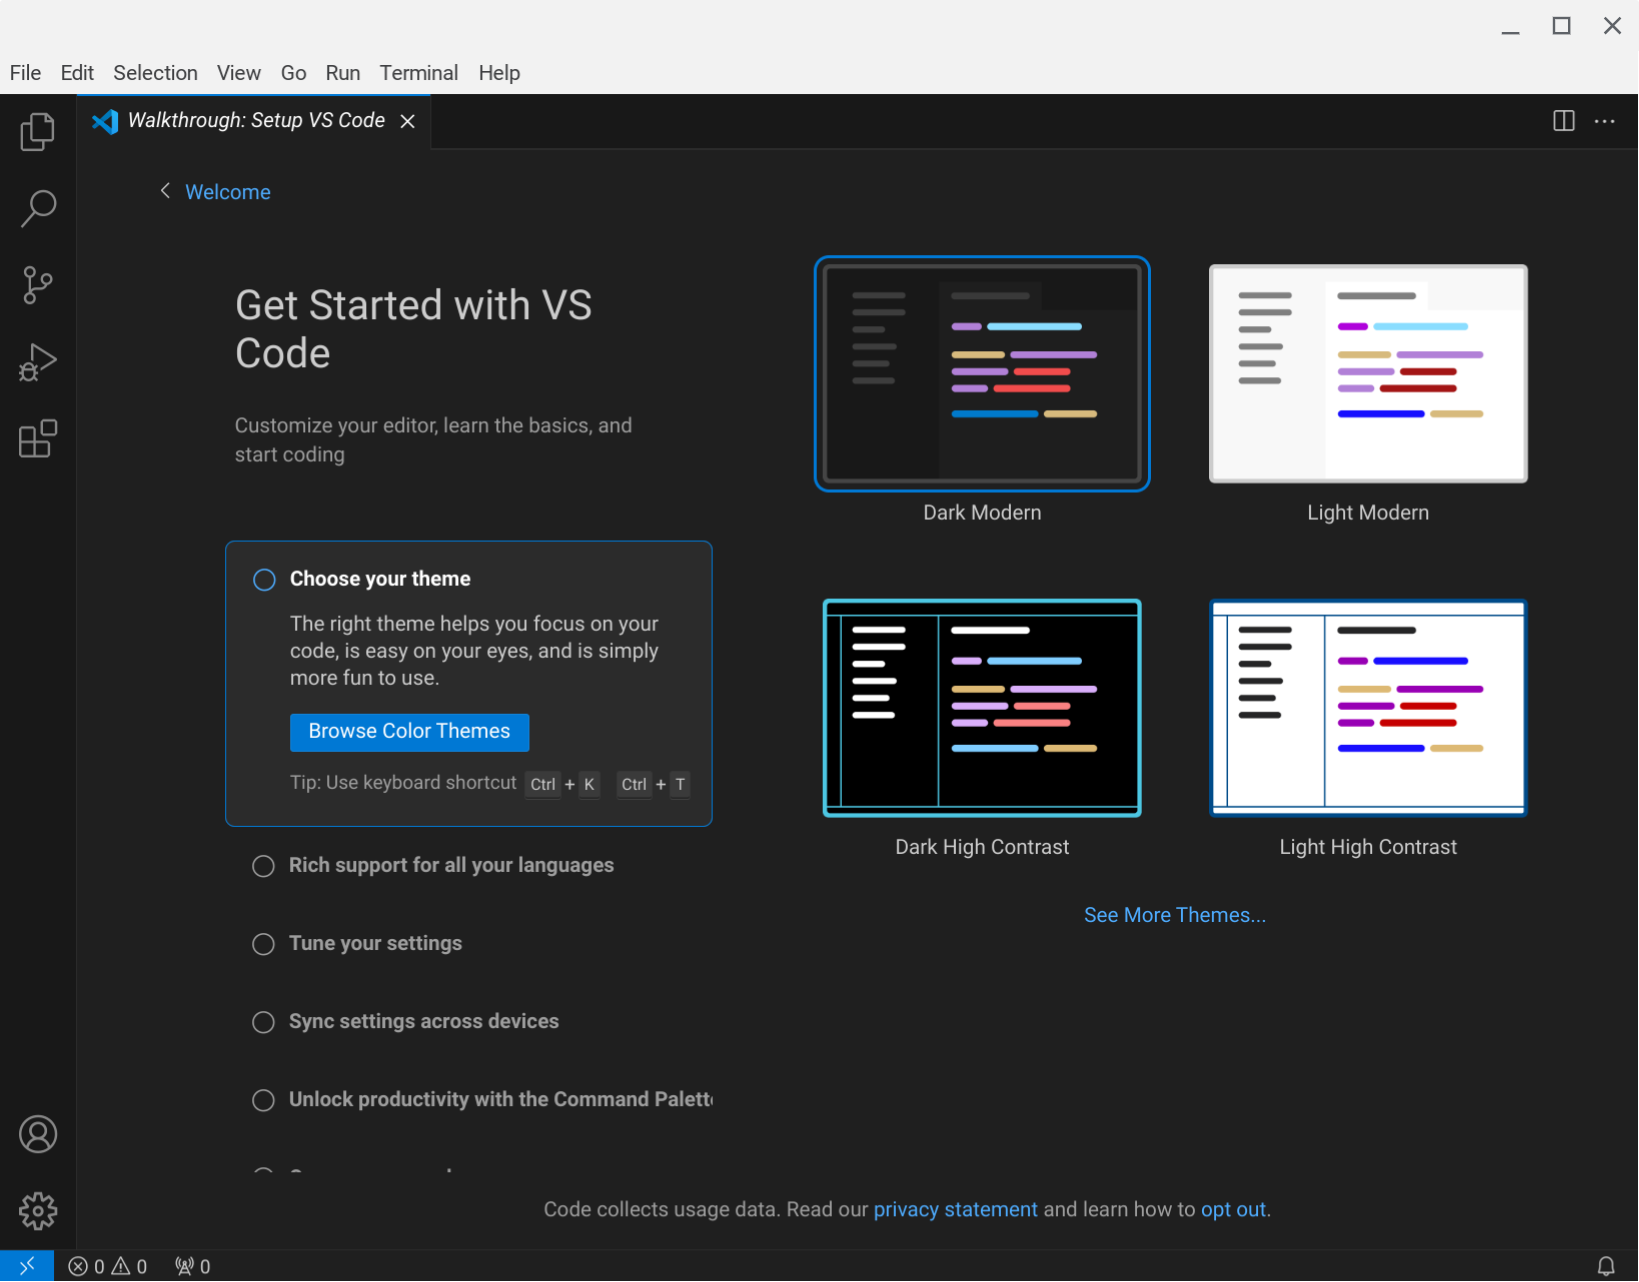 File Edit Selection View Go Run Terminal Help
Walkthrough: Setup VS Code
Welcome
Get Started with VS
Code
Customize your editor, learn the basics, and
start coding
Choose your theme
The right theme helps you focus on your
code, is easy on your eyes, and is simply
more fun to use.
Browse Color Themes
Tip: Use keyboard shortcut Ctrl + K Ctrl + T
Rich support for all your languages
Tune your settings
Sync settings across devices
Unlock productivity with the Command
Dark Modern
Light Modern
Dark High Contrast
Light High Contrast
See More Themes...
Code collects usage data. Read our privacy statement and learn how to opt out.
0 0 0